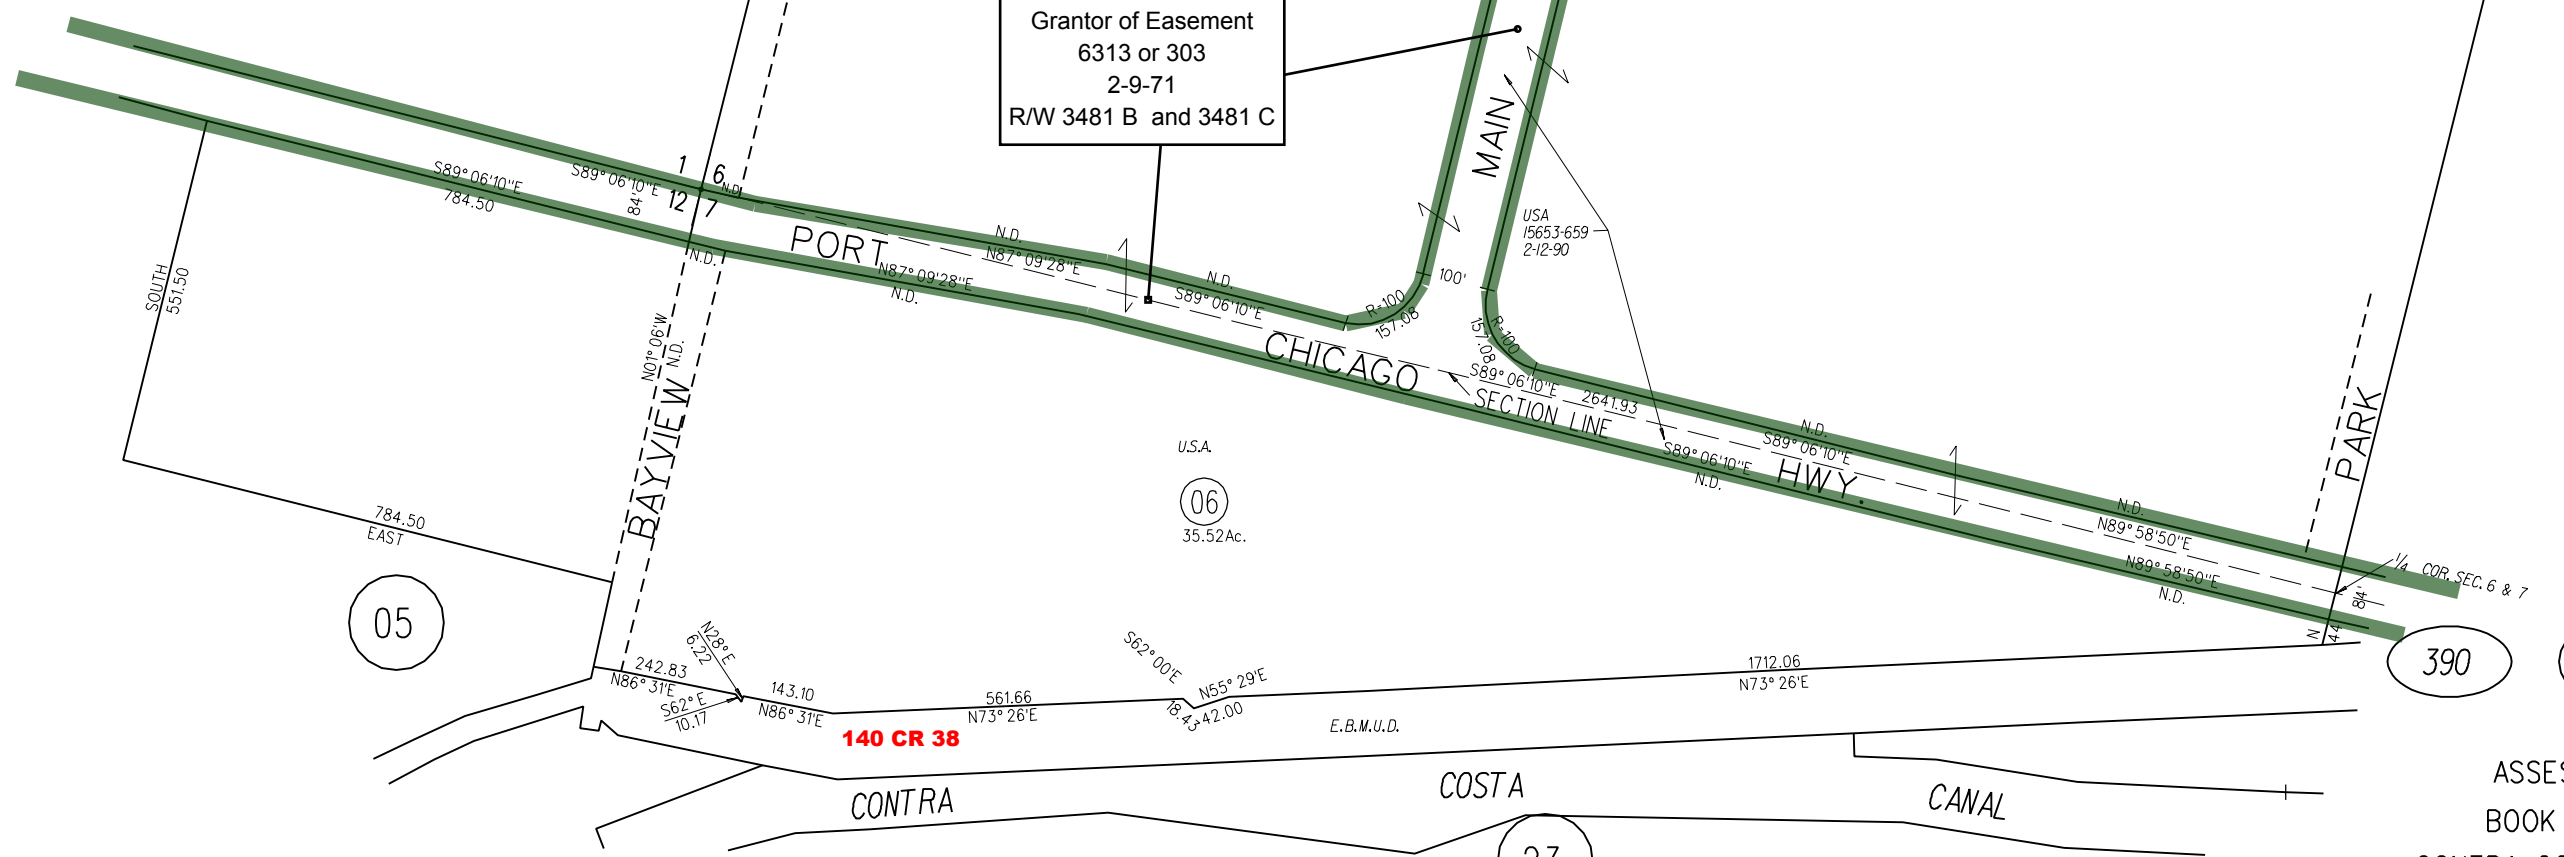 Grantor of Easement
6313 or 303
2-9-71
R/W 3481 B and 3481 C
MAIN
1
6
12
7
N.D.
S89°06'10"E
784.50
S89°06'10"E
84'
N.D.
PORT
N.D.
N87°09'28"E
N87°09'28"E
N.D.
N.D.
S89°06'10"E
R-100
157.08
100'
USA
15653-659
2-12-90
R-100
157.08
CHICAGO
S89°06'10"E
2641.93
SECTION LINE
N.D.
S89°06'10"E
S89°06'10"E
N.D.
HWY.
PARK
N.D.
N89°58'50"E
N89°58'50"E
N.D.
1/4 COR. SEC. 6 & 7
84'
N
44
SOUTH
551.50
N01°06'W
N.D.
BAYVIEW
U.S.A.
06
35.52Ac.
784.50
EAST
05
N28°E
6.22
242.83
N86°31'E
S62°E
10.17
143.10
N86°31'E
561.66
N73°26'E
S62°00'E
18.43
N55°29'E
42.00
1712.06
N73°26'E
390
140 CR 38
E.B.M.U.D.
CONTRA
COSTA
CANAL
BOOK